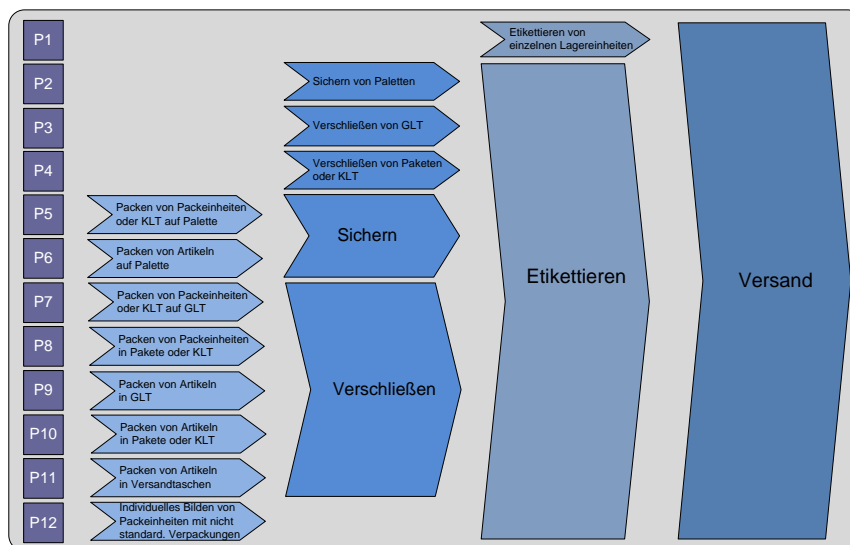 P1
Etikettieren von
einzelnen Lagereinheiten
P2
Sichern von Paletten
P3
Verschließen von GLT
P4
Verschließen von Paketen
oder KLT
P5
Packen von Packeinheiten
oder KLT auf Palette
P6
Packen von Artikeln
auf Palette
Sichern
P7
Packen von Packeinheiten
oder KLT auf GLT
P8
Packen von Packeinheiten
in Pakete oder KLT
P9
Packen von Artikeln
in GLT
P10
Packen von Artikeln
in Pakete oder KLT
P11
Packen von Artikeln
in Versandtaschen
P12
Individuelles Bilden von
Packeinheiten mit nicht
standard. Verpackungen
Verschließen
Etikettieren
Versand